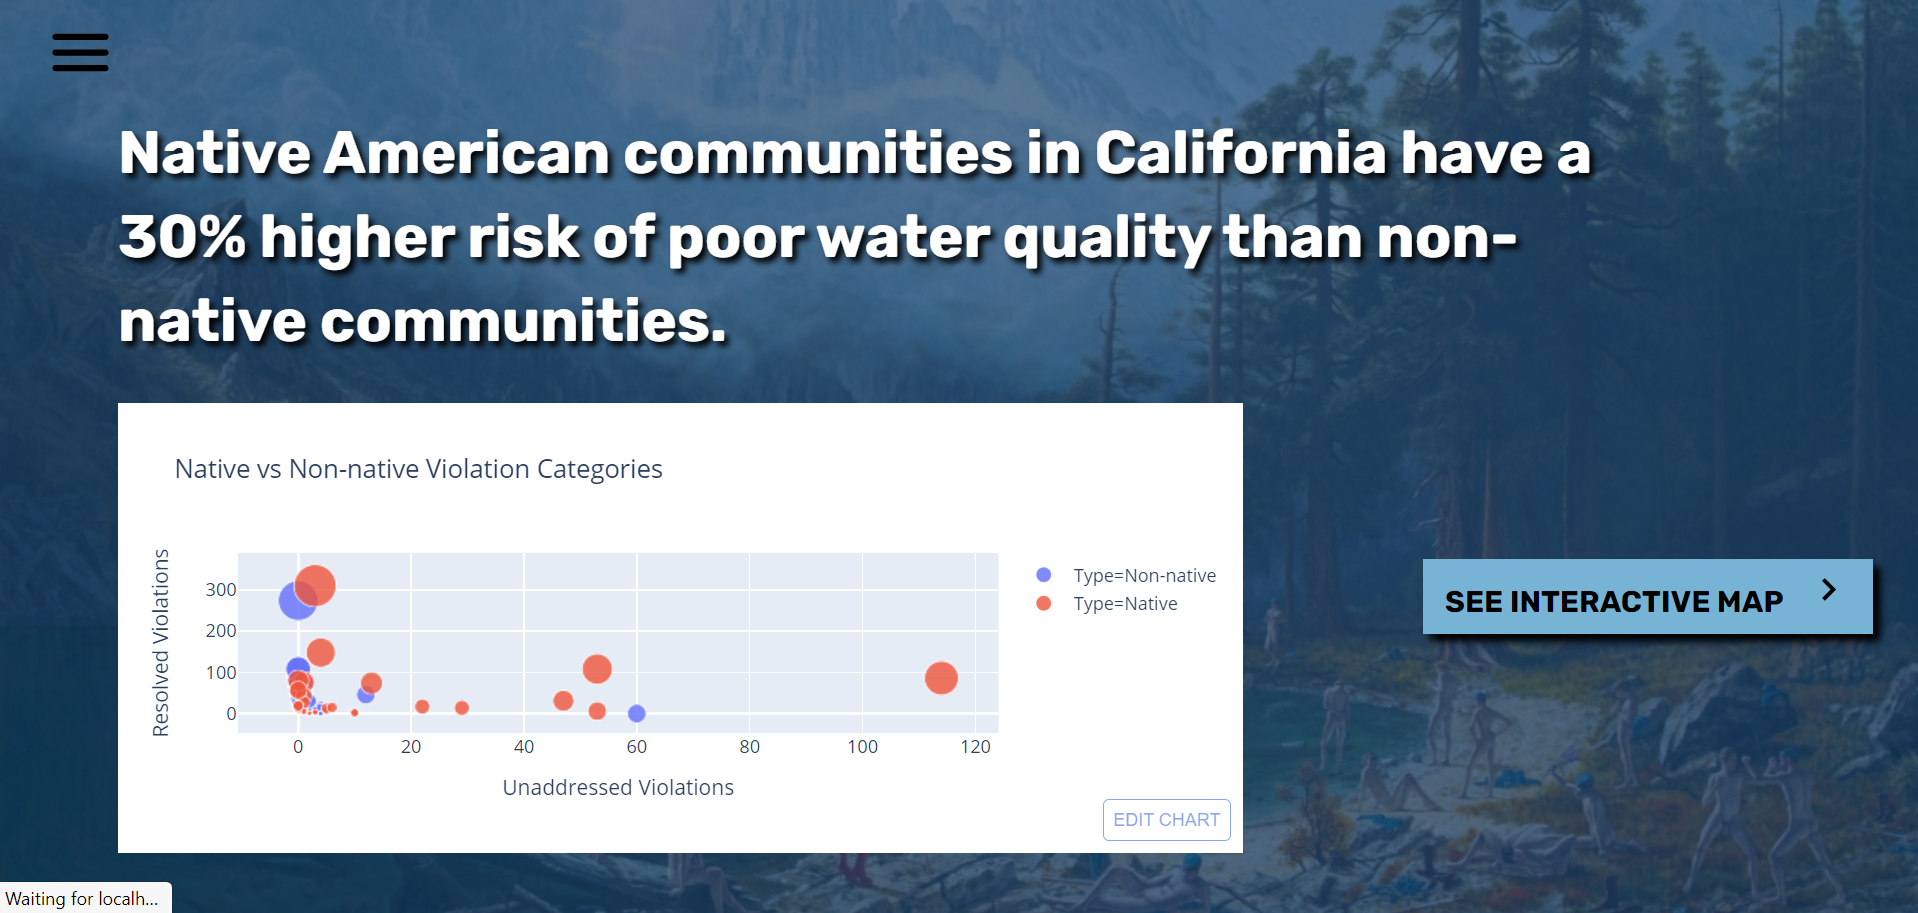 Native American communities in California have a
30% higher risk of poor water quality than non-
native communities.
Native vs Non-native Violation Categories
Resolved Violations
300
200
100
0
0 20 40 60 80 100 120
Unaddressed Violations
Type=Non-native
Type=Native
EDIT CHART
SEE INTERACTIVE MAP
Waiting for localh...